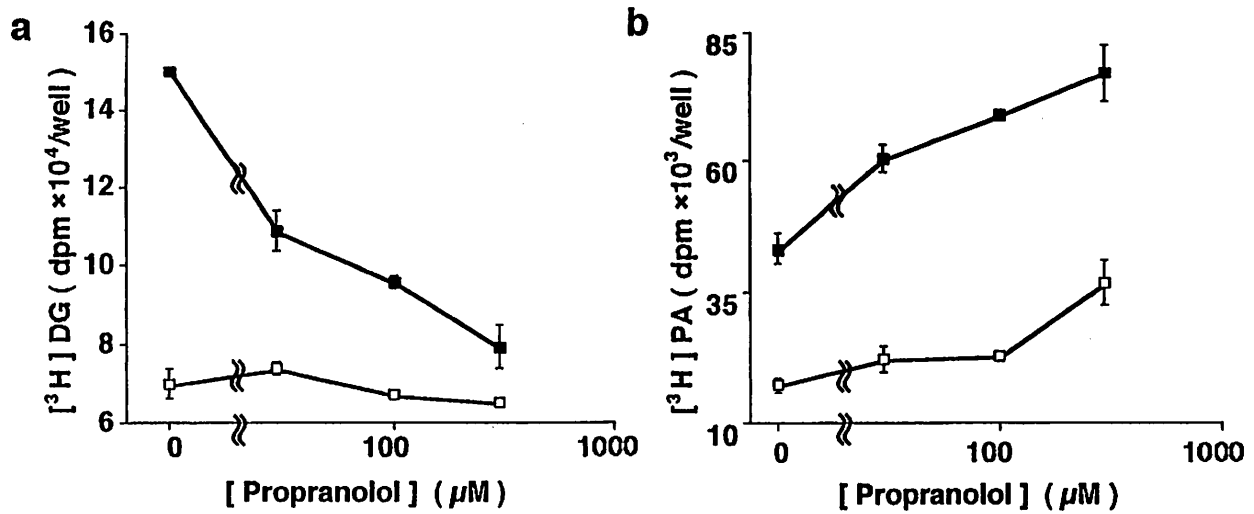 a
16
14
12
10
8
6
[³H] DG ( dpm ×10⁴/well)
0
100
1000
[ Propranolol ] ( µM)
b
85
60
35
10
[³H] PA ( dpm ×10³/well)
0
100
1000
[ Propranolol ] ( µM)